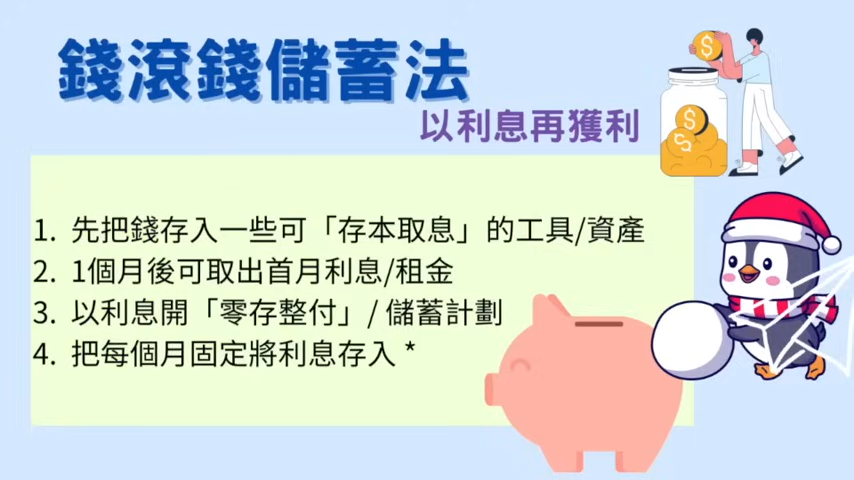 錢滾錢儲蓄法
以利息再獲利
1. 先把錢存入一些可「存本取息」的工具/資產
2. 1個月後可取出首月利息/租金
3. 以利息開「零存整付」/ 儲蓄計劃
4. 把每個月固定將利息存入 *